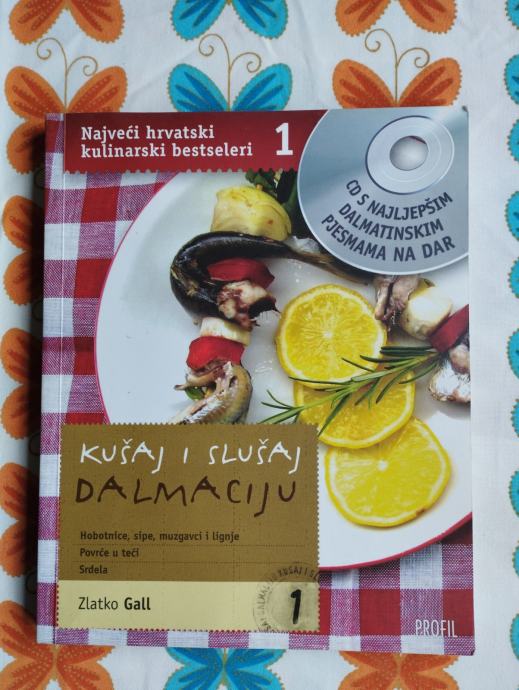 Najveći hrvatski
kulinarski bestseleri
1
CD S NAJLJEPŠIM
DALMATINSKIM
PJESMAMA NA DAR
KUŠAJ I SLUŠAJ
DALMACIJU
Hobotnice, sipe, muzgavci i lignje
Povrće u teći
Srdela
Zlatko Gall
1
PROFIL